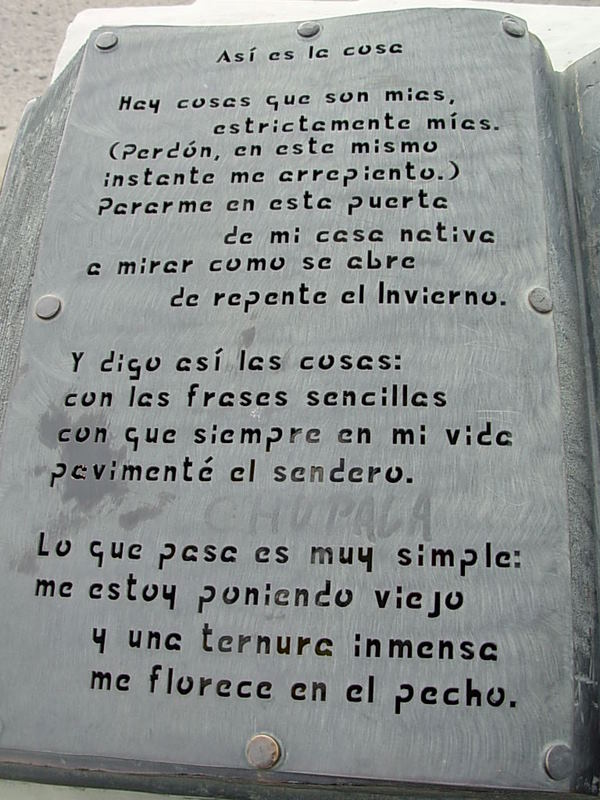 Así es la cosa
Hay cosas que son mias,
estrictamente mías.
(Perdón, en este mismo
instante me arrepiento.)
Pararme en esta puerta
de mi casa nativa
a mirar como se abre
de repente el Invierno.
Y digo así las cosas:
con las frases sencillas
con que siempre en mi vida
pavimenté el sendero.
CHUPALA
Lo que pasa es muy simple:
me estoy poniendo viejo
y una ternura inmensa
me florece en el pecho.